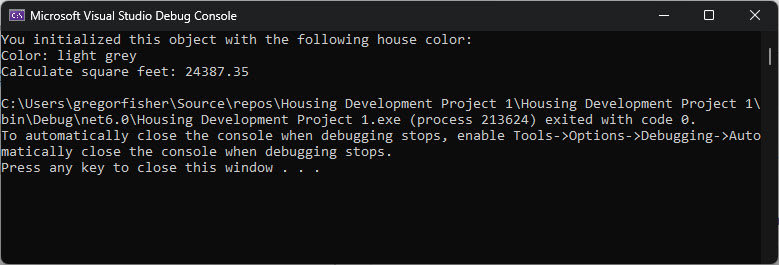 Microsoft Visual Studio Debug Console
You initialized this object with the following house color:
Color: light grey
Calculate square feet: 24387.35
C:\Users\gregorfisher\Source\repos\Housing Development Project 1\Housing Development Project 1\
bin\Debug\net6.0\Housing Development Project 1.exe (process 213624) exited with code 0.
To automatically close the console when debugging stops, enable Tools->Options->Debugging->Auto
matically close the console when debugging stops.
Press any key to close this window . . .